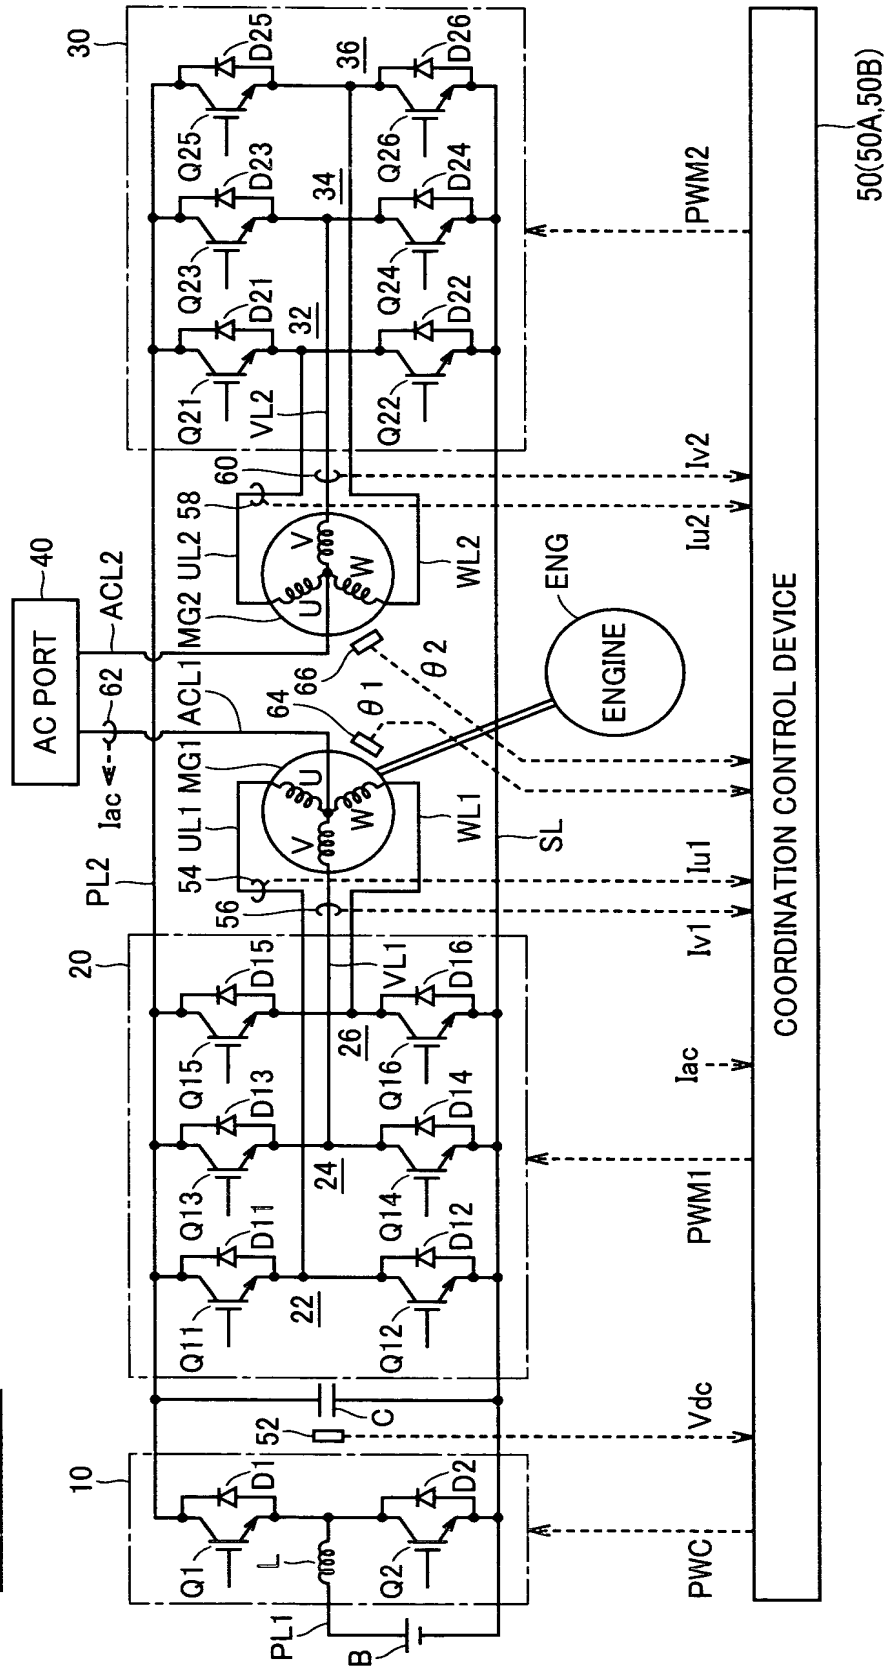 40
AC PORT
ACL2
62
Iac
ACL1
PL2
UL1
MG1
54
56
64
66
θ1
θ2
MG2
UL2
58
60
VL2
U
V
W
U
V
W
VL1
WL1
WL2
SL
ENG
ENGINE
10
Q1
D1
L
Q2
D2
PL1
B
52
C
20
Q11
D11
Q13
D13
Q15
D15
22
24
26
Q12
D12
Q14
D14
Q16
D16
30
Q21
D21
Q23
D23
Q25
D25
32
34
36
Q22
D22
Q24
D24
Q26
D26
PWC
Vdc
PWM1
Iac
Iv1
Iu1
Iu2
Iv2
PWM2
COORDINATION CONTROL DEVICE
50(50A,50B)